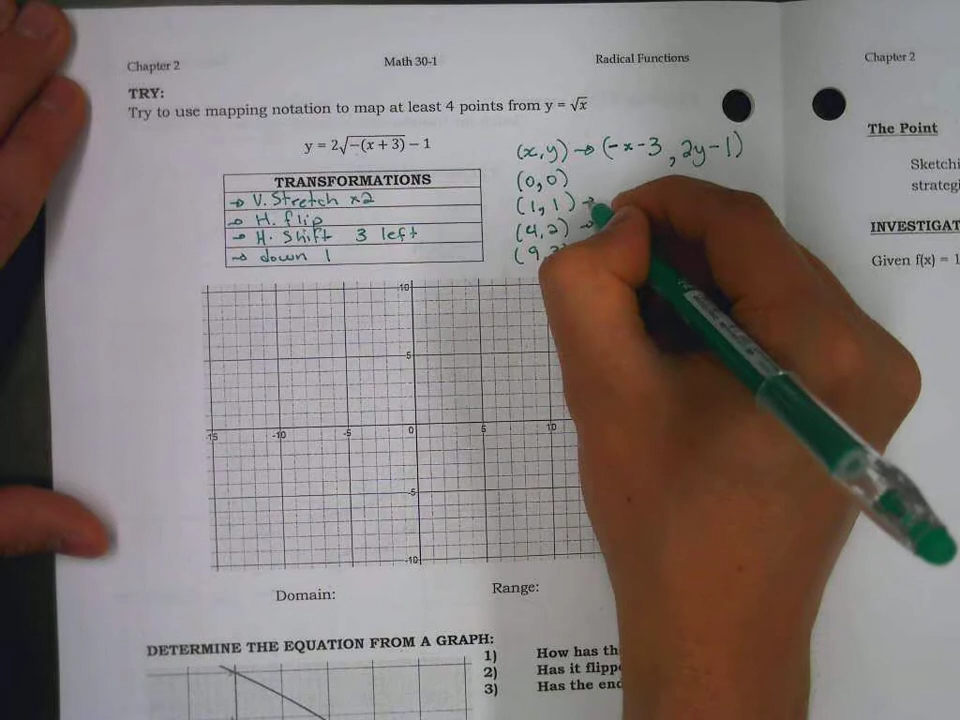 Chapter 2 Math 30-1 Radical Functions
TRY:
Try to use mapping notation to map at least 4 points from y = √x
y = 2√-(x + 3) - 1
TRANSFORMATIONS
→ V. Stretch x2
→ H. flip
→ H. Shift 3 left
→ down 1
(x,y) → (-x-3, 2y-1)
(0,0)
(1,1) →
(4,2) →
(9,
10
5
-15 -10 -5 0 5 10
-5
-10
Domain: Range:
DETERMINE THE EQUATION FROM A GRAPH:
1) How has th
2) Has it flipp
3) Has the end
Chapter 2
The Point
Sketchi
strategi
INVESTIGAT
Given f(x) = 1